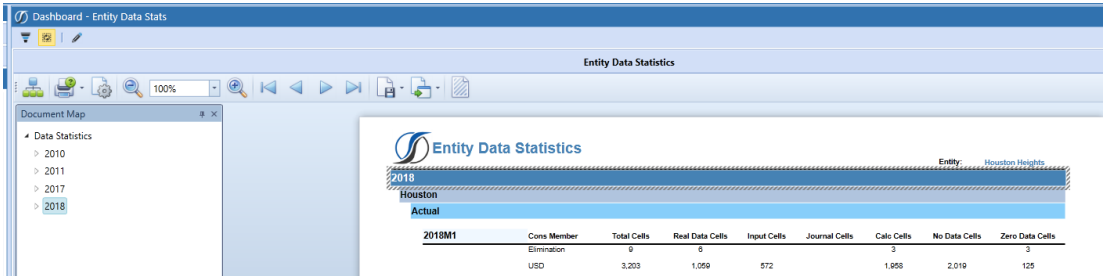 Dashboard - Entity Data Stats
Entity Data Statistics
100%
Document Map
Data Statistics
2010
2011
2017
2018
Entity Data Statistics
Entity: Houston Heights
2018
Houston
Actual
2018M1 Cons Member Total Cells Real Data Cells Input Cells Journal Cells Calc Cells No Data Cells Zero Data Cells
Elimination 9 6 3 3
USD 3,203 1,059 572 1,958 2,019 125